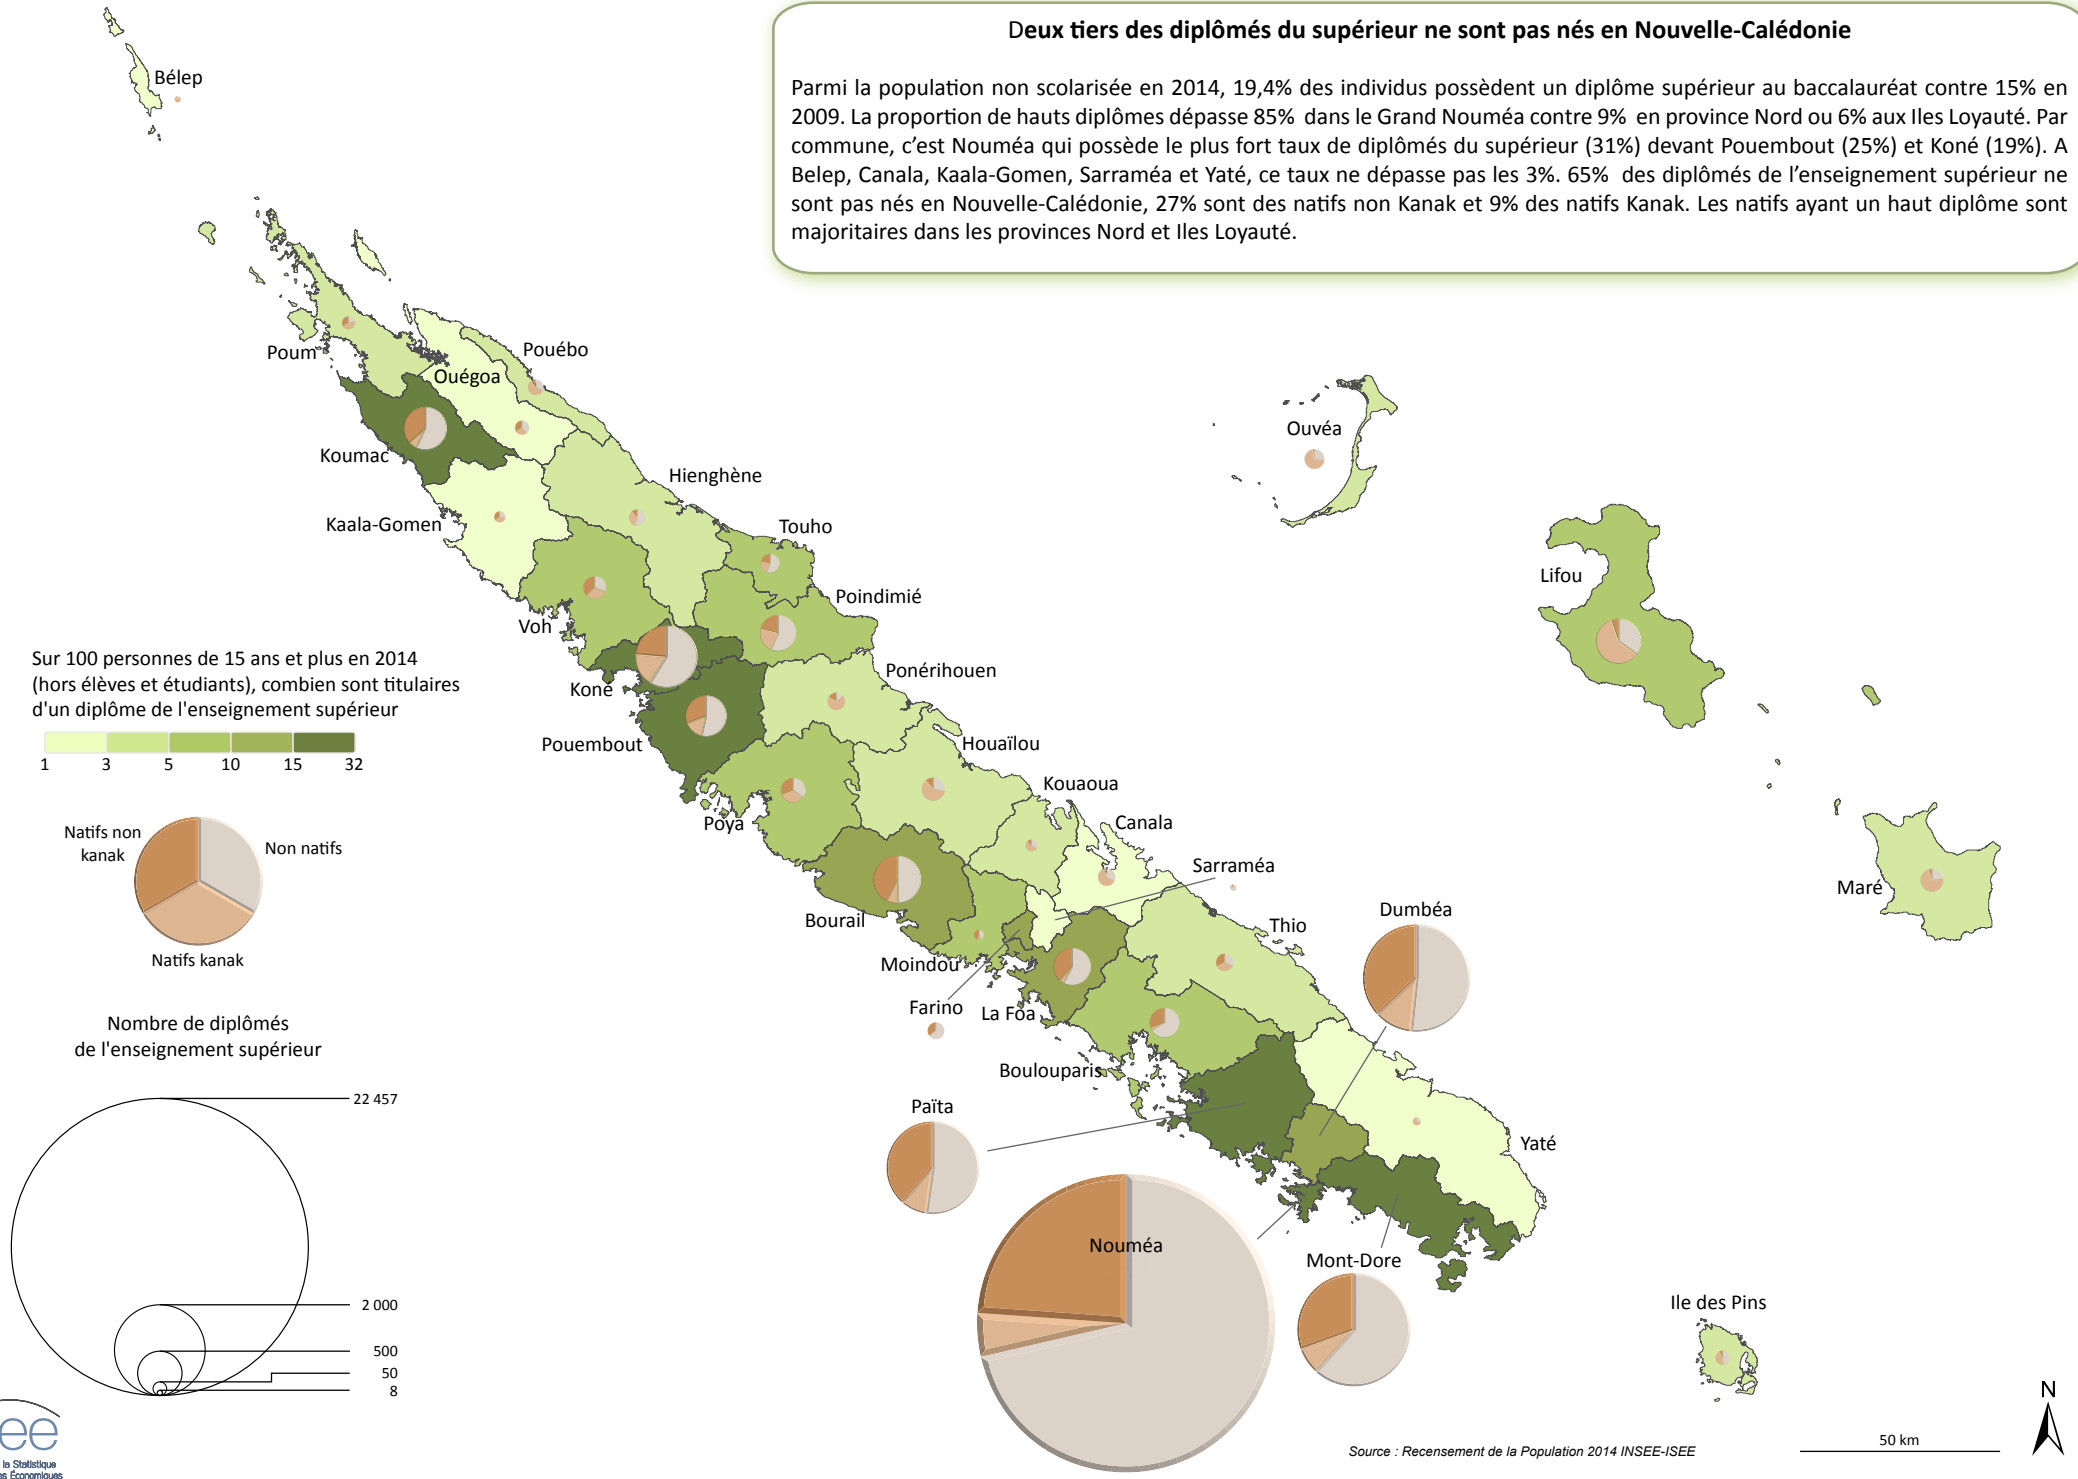 Deux tiers des diplômés du supérieur ne sont pas nés en Nouvelle-Calédonie
Parmi la population non scolarisée en 2014, 19,4% des individus possèdent un diplôme supérieur au baccalauréat contre 15% en
2009. La proportion de hauts diplômes dépasse 85% dans le Grand Nouméa contre 9% en province Nord ou 6% aux Iles Loyauté. Par
commune, c’est Nouméa qui possède le plus fort taux de diplômés du supérieur (31%) devant Pouembout (25%) et Koné (19%). A
Belep, Canala, Kaala-Gomen, Sarraméa et Yaté, ce taux ne dépasse pas les 3%. 65% des diplômés de l’enseignement supérieur ne
sont pas nés en Nouvelle-Calédonie, 27% sont des natifs non Kanak et 9% des natifs Kanak. Les natifs ayant un haut diplôme sont
majoritaires dans les provinces Nord et Iles Loyauté.
Bélep
Poum
Pouébo
Ouégoa
Koumac
Ouvéa
Hienghène
Kaala-Gomen
Touho
Lifou
Poindimié
Voh
Sur 100 personnes de 15 ans et plus en 2014
(hors élèves et étudiants), combien sont titulaires
d'un diplôme de l'enseignement supérieur
1 3 5 10 15 32
Koné
Ponérihouen
Pouembout
Houaïlou
Kouaoua
Poya
Canala
Sarraméa
Maré
Natifs non
kanak
Non natifs
Natifs kanak
Bourail
Dumbéa
Thio
Moindou
Farino
La Foa
Nombre de diplômés
de l'enseignement supérieur
22 457
2 000
500
50
8
Boulouparis
Païta
Yaté
Nouméa
Mont-Dore
Ile des Pins
N
50 km
Source : Recensement de la Population 2014 INSEE-ISEE
ee
la Statistique
es Économiques